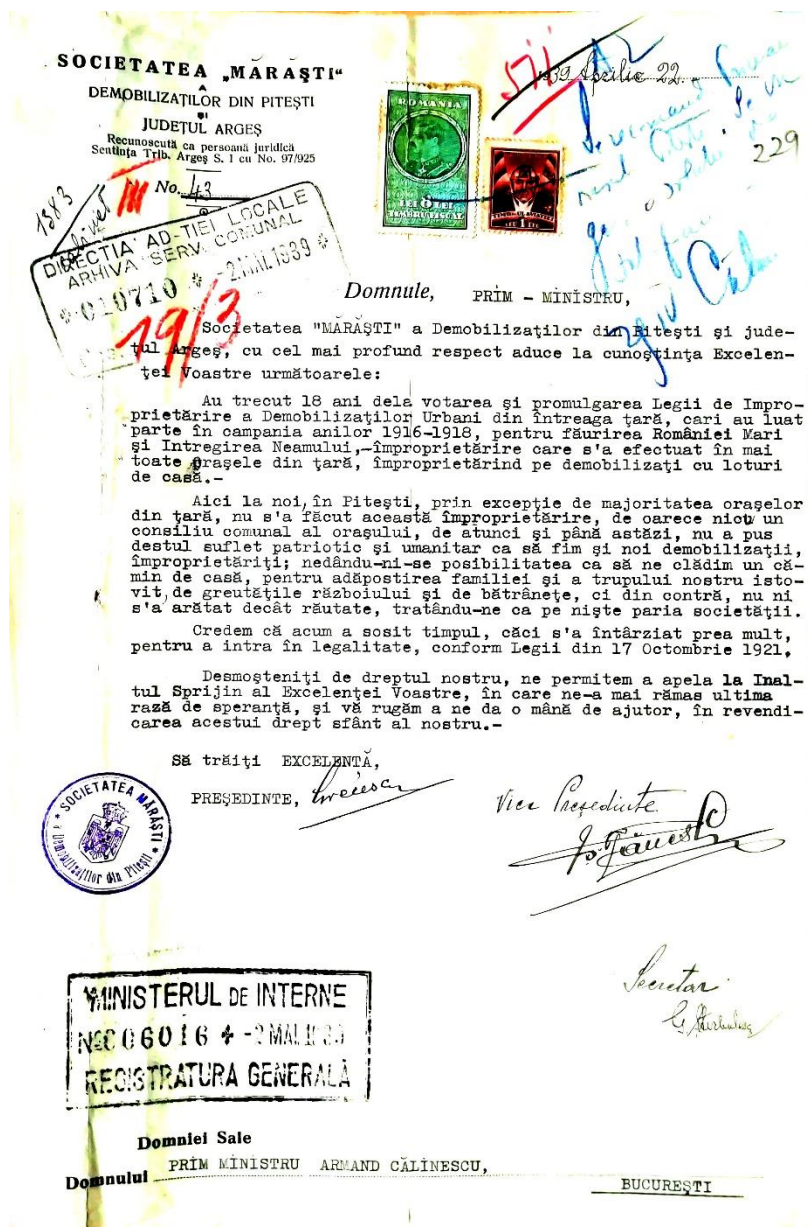 SOCIETATEA „MĂRĂŞTI“
A
DEMOBILIZAŢILOR DIN PITEŞTI
ŞI
JUDEŢUL ARGEŞ
Recunoscută ca persoană juridică
Sentinţa Trib. Argeş S. I cu No. 97/925
No. 43
1939 Aprilie 22
229
1383
III
ROMANIA
LEI 8 LEI
TIMBRU FISCAL
DIRECŢIA AD-ŢIEI LOCALE
ARHIVA SERV. COMUNAL
* 010710 * -2.MAI.1939 *
19/3
Domnule, PRIM - MINISTRU,
Societatea "MĂRĂŞTI" a Demobilizaţilor din Piteşti şi jude-
ţul Argeş, cu cel mai profund respect aduce la cunoştinţa Excelen-
ţei Voastre următoarele:
Au trecut 18 ani dela votarea şi promulgarea Legii de Impro-
prietărire a Demobilizaţilor Urbani din întreaga ţară, cari au luat
parte în campania anilor 1916-1918, pentru făurirea României Mari
şi Intregirea Neamului,-împroprietărire care s'a efectuat în mai
toate oraşele din ţară, împroprietărind pe demobilizaţi cu loturi
de casă.-
Aici la noi, în Piteşti, prin excepţie de majoritatea oraşelor
din ţară, nu s'a făcut această împroprietărire, de oarece nici un
consiliu comunal al oraşului, de atunci şi până astăzi, nu a pus
destul suflet patriotic şi umanitar ca să fim şi noi demobilizaţii,
împroprietăriţi; nedându-ni-se posibilitatea ca să ne clădim un că-
min de casă, pentru adăpostirea familiei şi a trupului nostru isto-
vit, de greutăţile războiului şi de bătrâneţe, ci din contră, nu ni
s'a arătat decât răutate, tratându-ne ca pe nişte paria societăţii.
Credem că acum a sosit timpul, căci s'a întârziat prea mult,
pentru a intra în legalitate, conform Legii din 17 Octombrie 1921.
Desmoşteniţi de dreptul nostru, ne permitem a apela la Inal-
tul Sprijin al Excelenţei Voastre, în care ne-a mai rămas ultima
rază de speranţă, şi vă rugăm a ne da o mână de ajutor, în revendi-
carea acestui drept sfânt al nostru.-
Să trăiţi EXCELENŢĂ,
PREŞEDINTE,
Vice Preşedinte
* SOCIETATEA MĂRĂŞTI *
Demobilizaţilor din Piteşti
Secretar
MINISTERUL DE INTERNE
No 006016 * -2 MAI 1939
REGISTRATURA GENERALĂ
Domniei Sale
Domnului PRIM MINISTRU ARMAND CĂLINESCU,
BUCUREŞTI